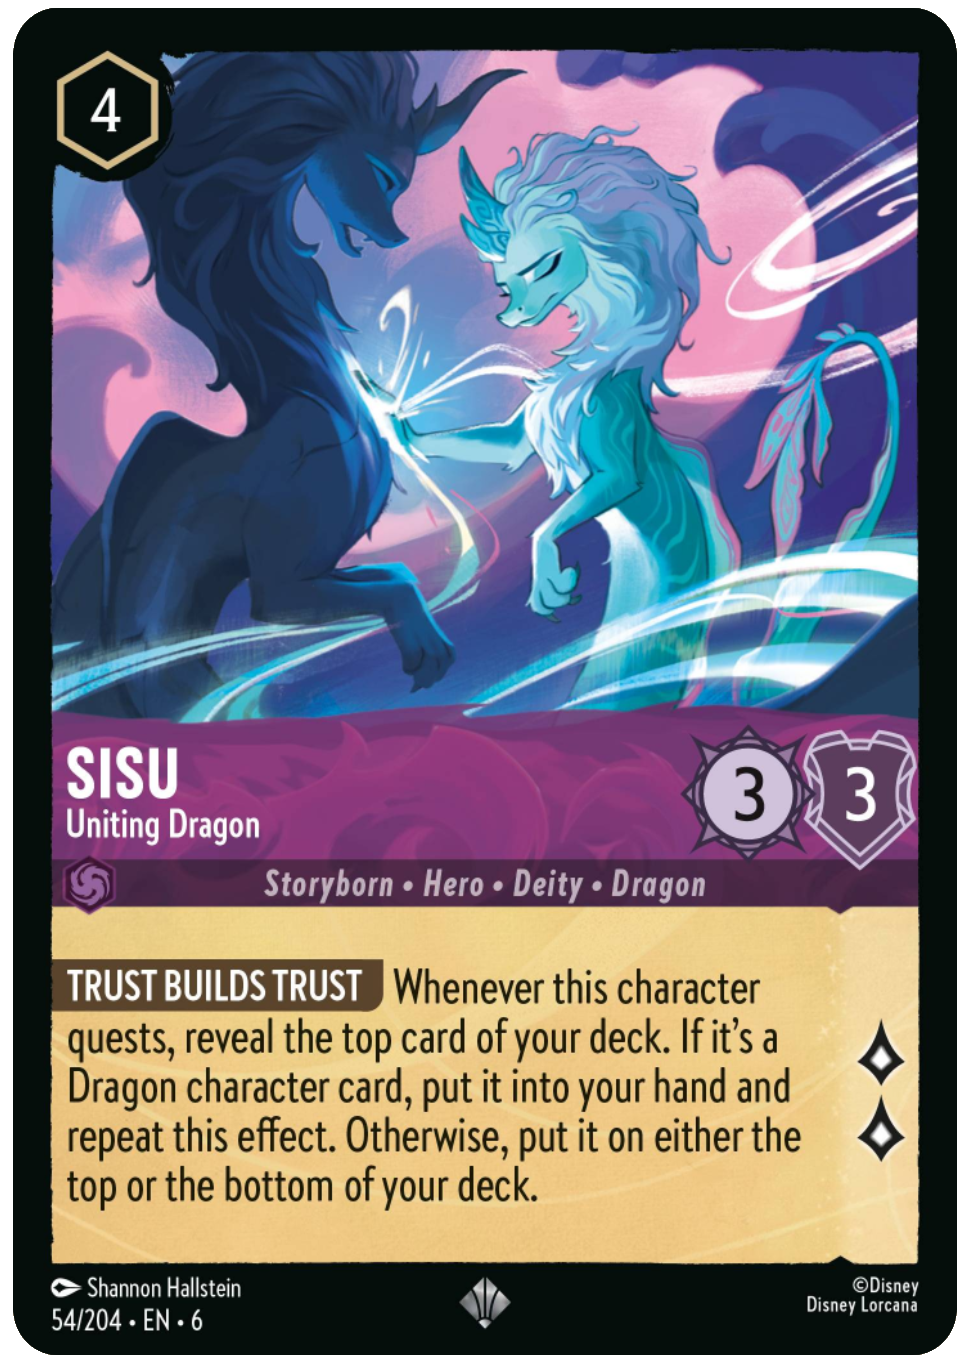 4
SISU
Uniting Dragon
3
3
Storyborn • Hero • Deity • Dragon
TRUST BUILDS TRUST Whenever this character
quests, reveal the top card of your deck. If it’s a
Dragon character card, put it into your hand and
repeat this effect. Otherwise, put it on either the
top or the bottom of your deck.
Shannon Hallstein
54/204 • EN • 6
©Disney
Disney Lorcana